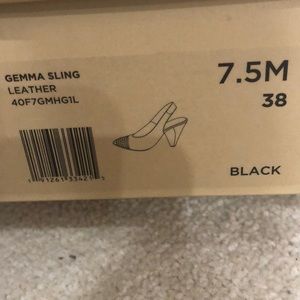 GEMMA SLING
LEATHER
40F7GMHG1L
7.5M
38
BLACK